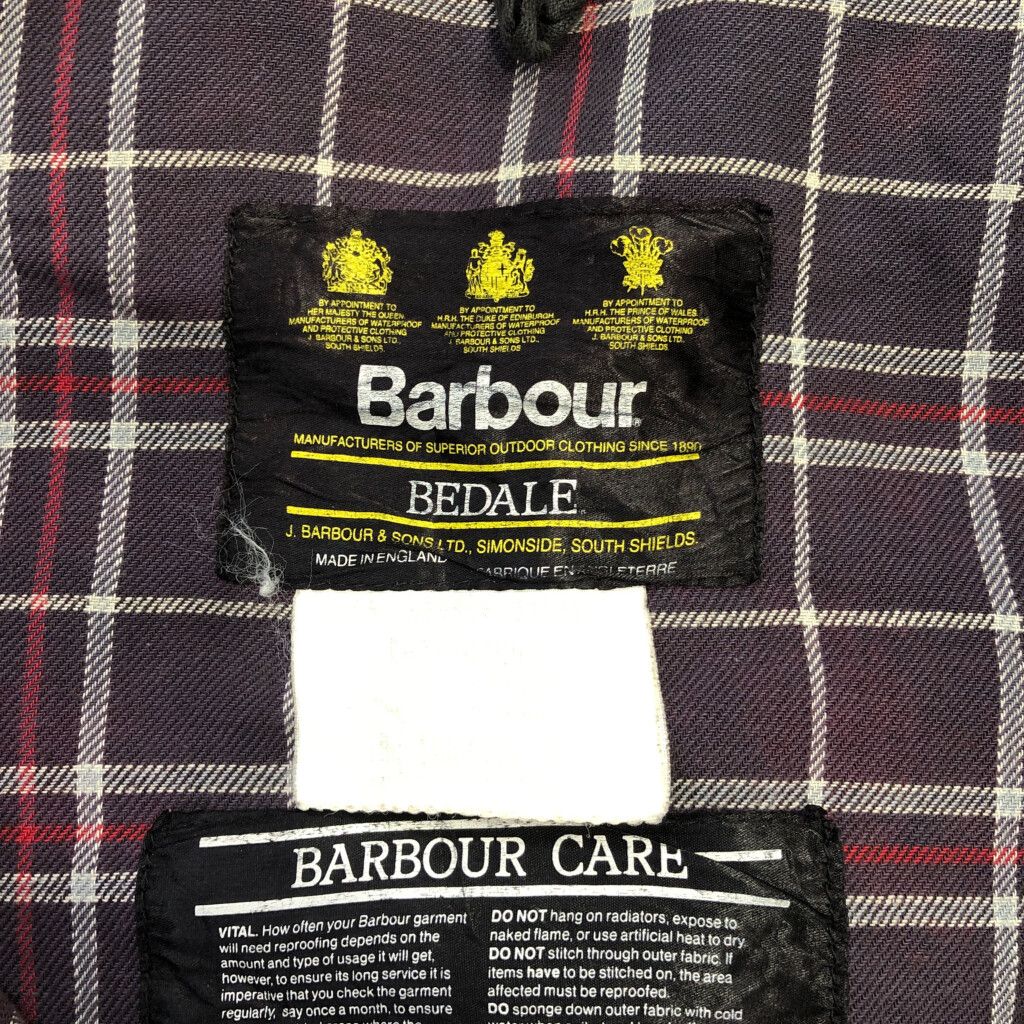 BY APPOINTMENT TO
HER MAJESTY THE QUEEN
MANUFACTURERS OF WATERPROOF
AND PROTECTIVE CLOTHING
J. BARBOUR & SONS LTD.
SOUTH SHIELDS
BY APPOINTMENT TO
H.R.H. THE DUKE OF EDINBURGH
MANUFACTURERS OF WATERPROOF
AND PROTECTIVE CLOTHING
J. BARBOUR & SONS LTD.
SOUTH SHIELDS
BY APPOINTMENT TO
H.R.H. THE PRINCE OF WALES.
MANUFACTURERS OF WATERPROOF
AND PROTECTIVE CLOTHING
J. BARBOUR & SONS LTD.
SOUTH SHIELDS.
Barbour
MANUFACTURERS OF SUPERIOR OUTDOOR CLOTHING SINCE 1890
BEDALE
J. BARBOUR & SONS LTD., SIMONSIDE, SOUTH SHIELDS.
MADE IN ENGLAND FABRIQUE EN ANGLETERRE
BARBOUR CARE
VITAL. How often your Barbour garment
will need reproofing depends on the
amount and type of usage it will get,
however, to ensure its long service it is
imperative that you check the garment
regularly, say once a month, to ensure
areas where the
DO NOT hang on radiators, expose to
naked flame, or use artificial heat to dry.
DO NOT stitch through outer fabric. If
items have to be stitched on, the area
affected must be reproofed.
DO sponge down outer fabric with cold